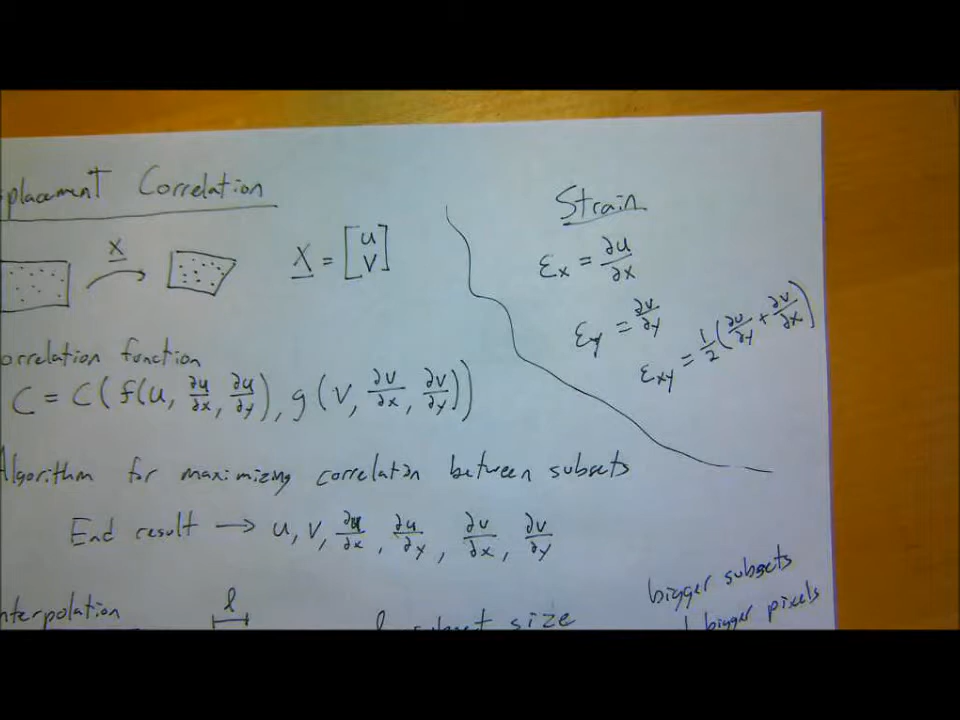 placement Correlation
X
X = [u v]
orrelation function
C = C(f(u, ∂u/∂x, ∂u/∂y), g(v, ∂v/∂x, ∂v/∂y))
Algorithm for maximizing correlation between subsets
End result → u, v, ∂u/∂x, ∂u/∂y, ∂v/∂x, ∂v/∂y
nterpolation
l
size
Strain
εx = ∂u/∂x
εy = ∂v/∂y
εxy = 1/2(∂u/∂y + ∂v/∂x)
bigger subsets
bigger pixels